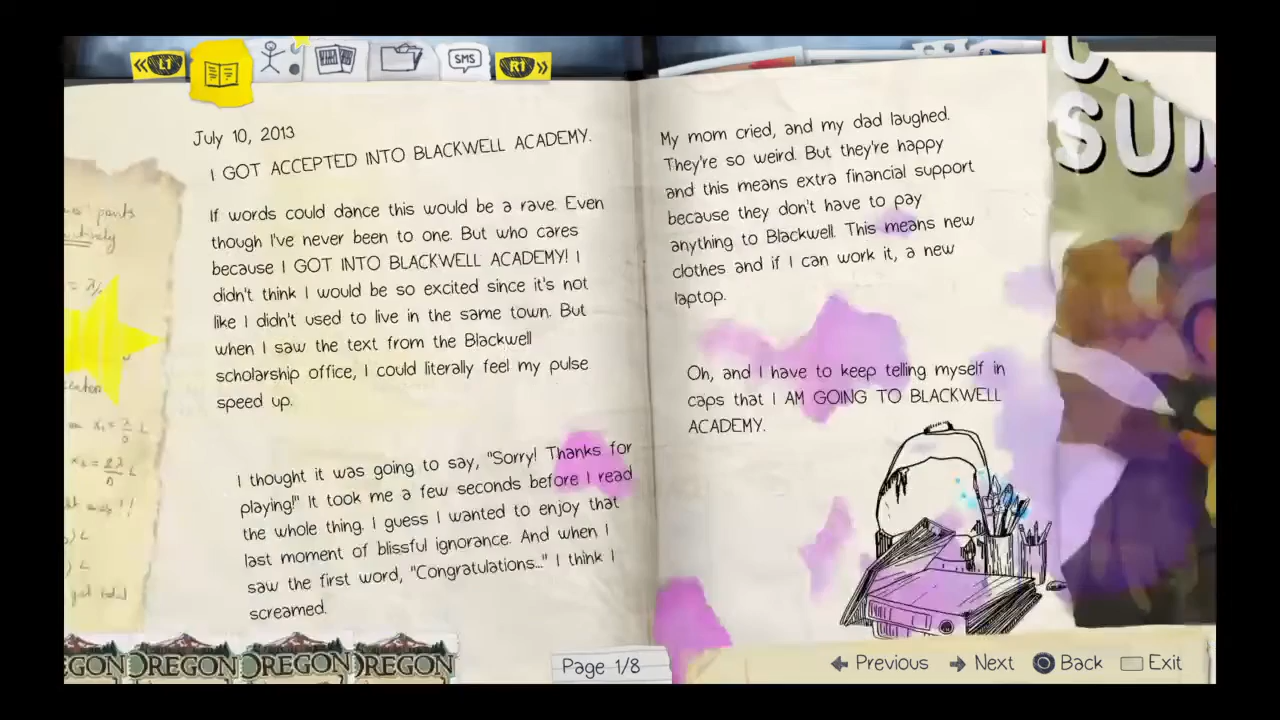 L1
SMS
R1
July 10, 2013
I GOT ACCEPTED INTO BLACKWELL ACADEMY.
If words could dance this would be a rave. Even
though I've never been to one. But who cares
because I GOT INTO BLACKWELL ACADEMY! I
didn't think I would be so excited since it's not
like I didn't used to live in the same town. But
when I saw the text from the Blackwell
scholarship office, I could literally feel my pulse
speed up.
I thought it was going to say, "Sorry! Thanks for
playing!" It took me a few seconds before I read
the whole thing. I guess I wanted to enjoy that
last moment of blissful ignorance. And when I
saw the first word, "Congratulations..." I think I
screamed.
My mom cried, and my dad laughed.
They're so weird. But they're happy
and this means extra financial support
because they don't have to pay
anything to Blackwell. This means new
clothes and if I can work it, a new
laptop.
Oh, and I have to keep telling myself in
caps that I AM GOING TO BLACKWELL
ACADEMY.
pants
SUN
EGON OREGON OREGON OREGON
Page 1/8
Previous Next Back Exit